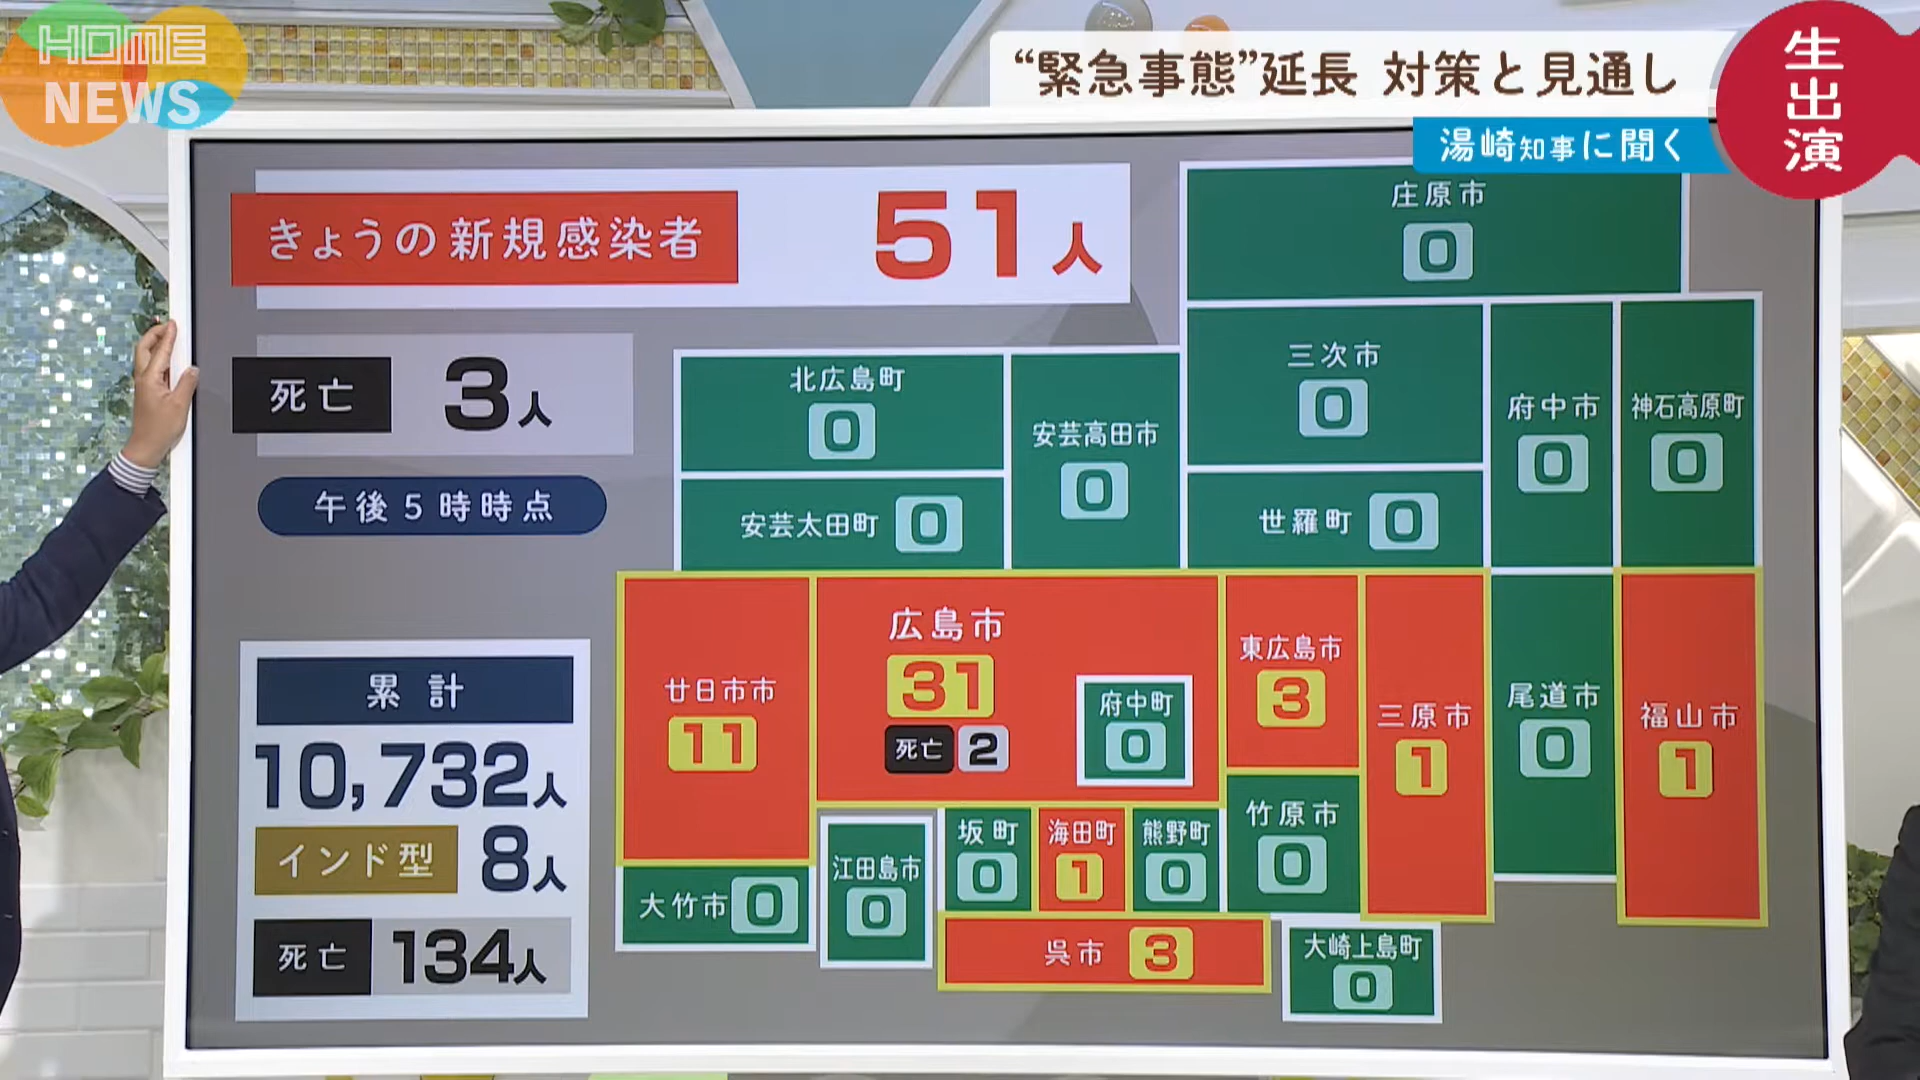 HOME
NEWS
“緊急事態”延長 対策と見通し
湯崎知事に聞く
生出演
きょうの新規感染者 51人
死亡 3人
午後5時時点
累計
10,732人
インド型 8人
死亡 134人
庄原市
0
北広島町
0
安芸高田市
0
三次市
0
府中市
0
神石高原町
0
安芸太田町 0
世羅町 0
廿日市市
11
広島市
31
死亡 2
府中町
0
東広島市
3
三原市
1
尾道市
0
福山市
1
大竹市 0
江田島市
0
坂町
0
海田町
1
熊野町
0
竹原市
0
呉市 3
大崎上島町
0